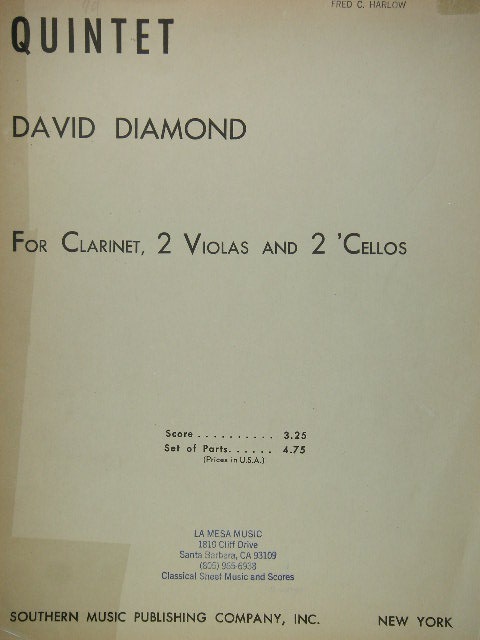 FRED C. HARLOW
QUINTET
DAVID DIAMOND
FOR CLARINET, 2 VIOLAS AND 2 'CELLOS
Score . . . . . . . . . . 3.25
Set of Parts. . . . . . 4.75
(Prices in U.S.A.)
LA MESA MUSIC
1819 Cliff Drive
Santa Barbara, CA 93109
Classical Sheet Music and Scores
SOUTHERN MUSIC PUBLISHING COMPANY, INC. NEW YORK